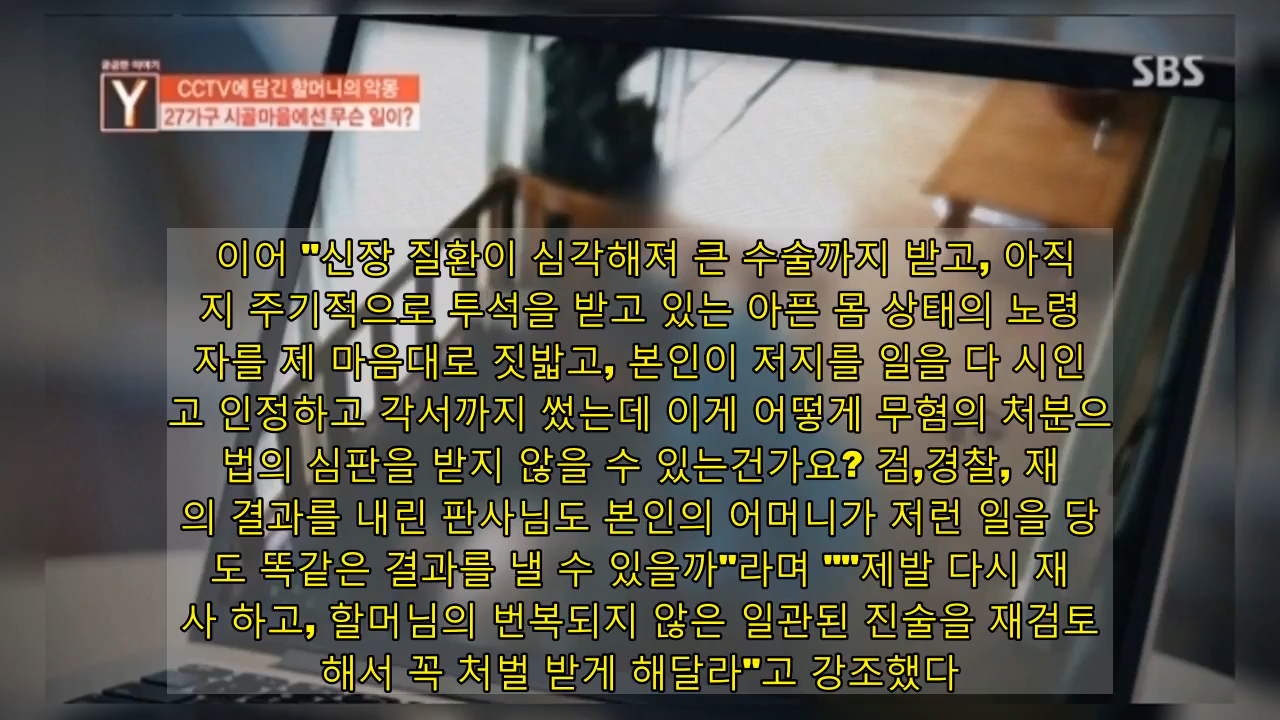 궁금한 이야기
Y
CCTV에 담긴 할머니의 악몽
27가구 시골마을에선 무슨 일이?
SBS
이어 "신장 질환이 심각해져 큰 수술까지 받고, 아직
지 주기적으로 투석을 받고 있는 아픈 몸 상태의 노령
자를 제 마음대로 짓밟고, 본인이 저지를 일을 다 시인
고 인정하고 각서까지 썼는데 이게 어떻게 무혐의 처분으
법의 심판을 받지 않을 수 있는건가요? 검,경찰, 재
의 결과를 내린 판사님도 본인의 어머니가 저런 일을 당
도 똑같은 결과를 낼 수 있을까"라며 ""제발 다시 재
사 하고, 할머님의 번복되지 않은 일관된 진술을 재검토
해서 꼭 처벌 받게 해달라"고 강조했다